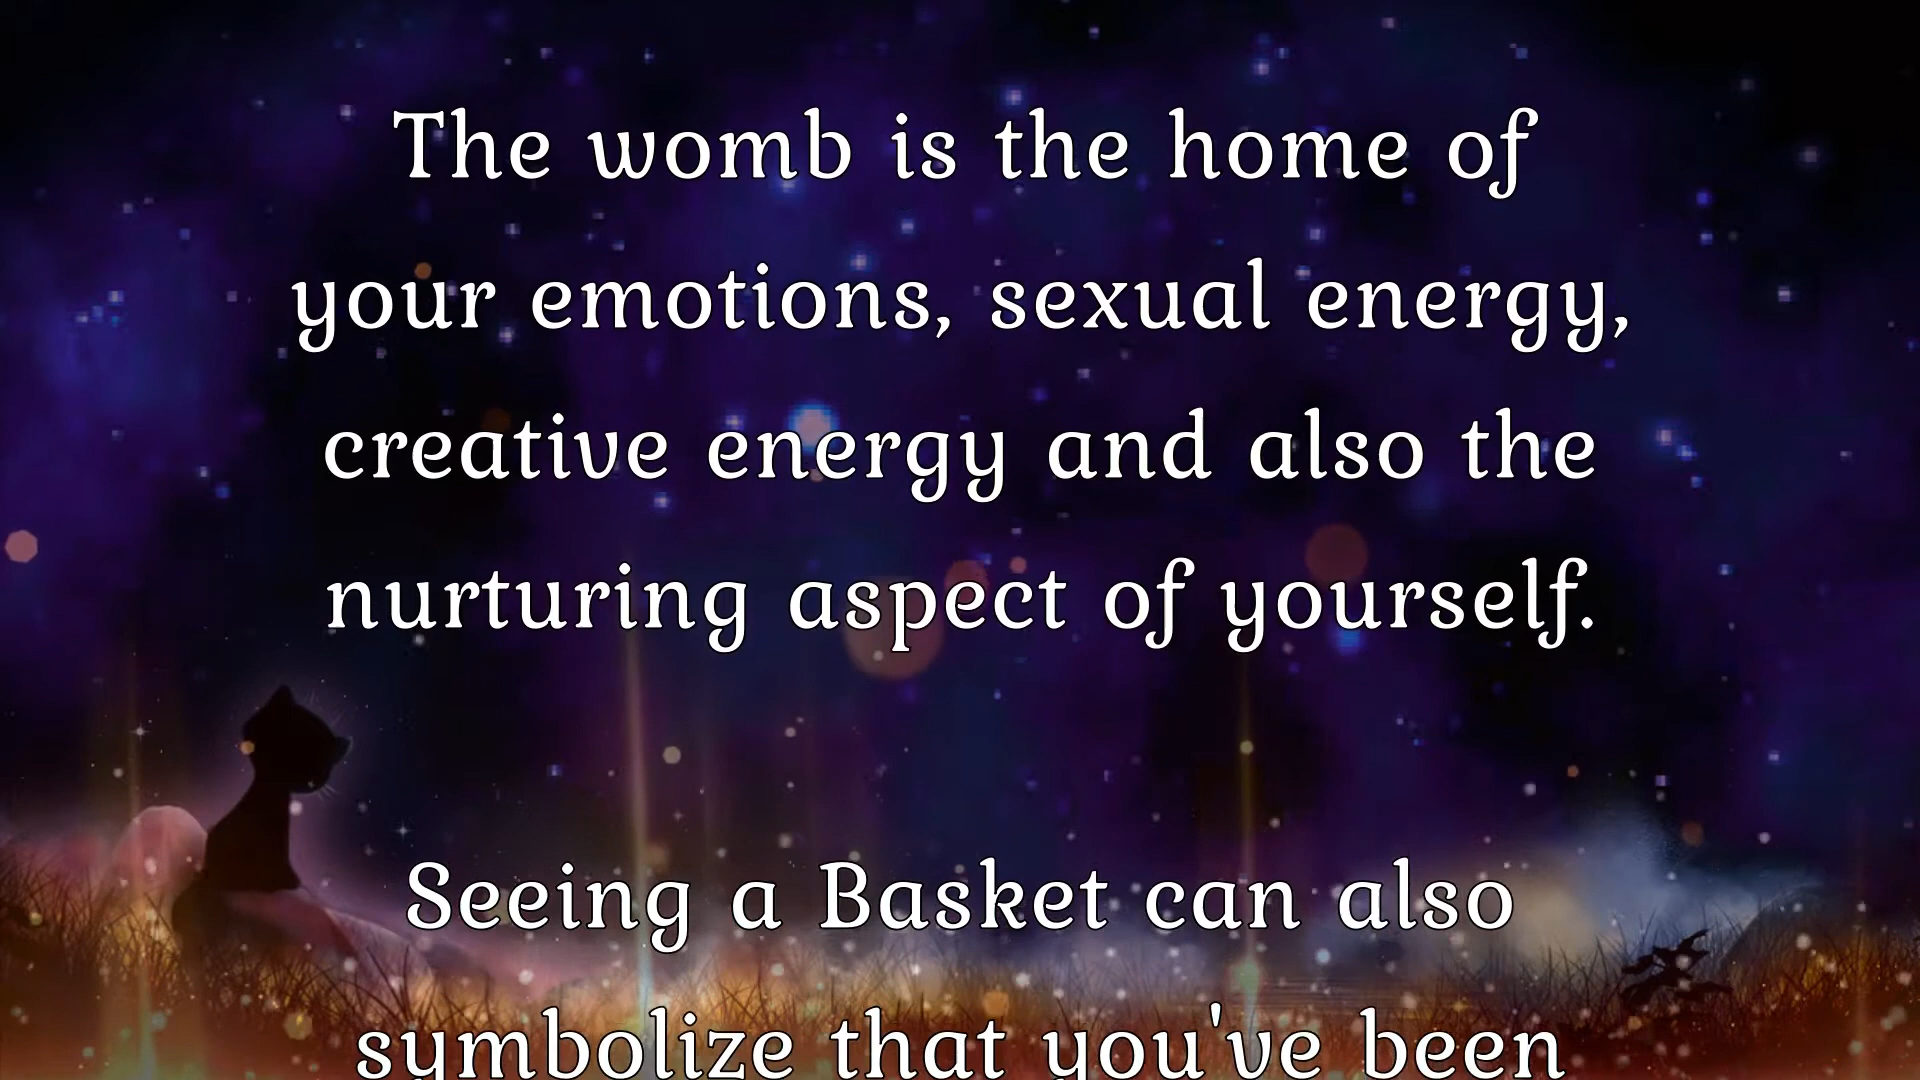 The womb is the home of
your emotions, sexual energy,
creative energy and also the
nurturing aspect of yourself.
Seeing a Basket can also
symbolize that you've been